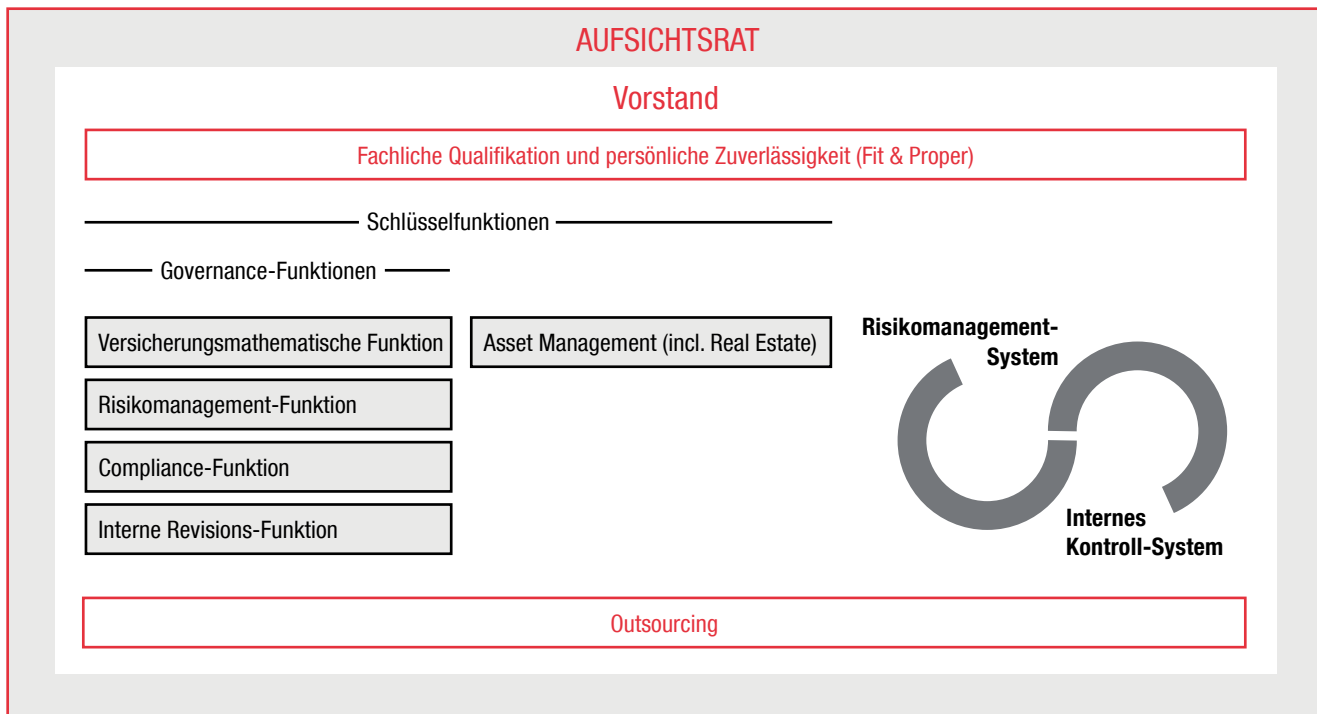 AUFSICHTSRAT
Vorstand
Fachliche Qualifikation und persönliche Zuverlässigkeit (Fit & Proper)
Schlüsselfunktionen
Governance-Funktionen
Versicherungsmathematische Funktion
Asset Management (incl. Real Estate)
Risikomanagement-Funktion
Compliance-Funktion
Interne Revisions-Funktion
Risikomanagement-
System
Internes
Kontroll-System
Outsourcing